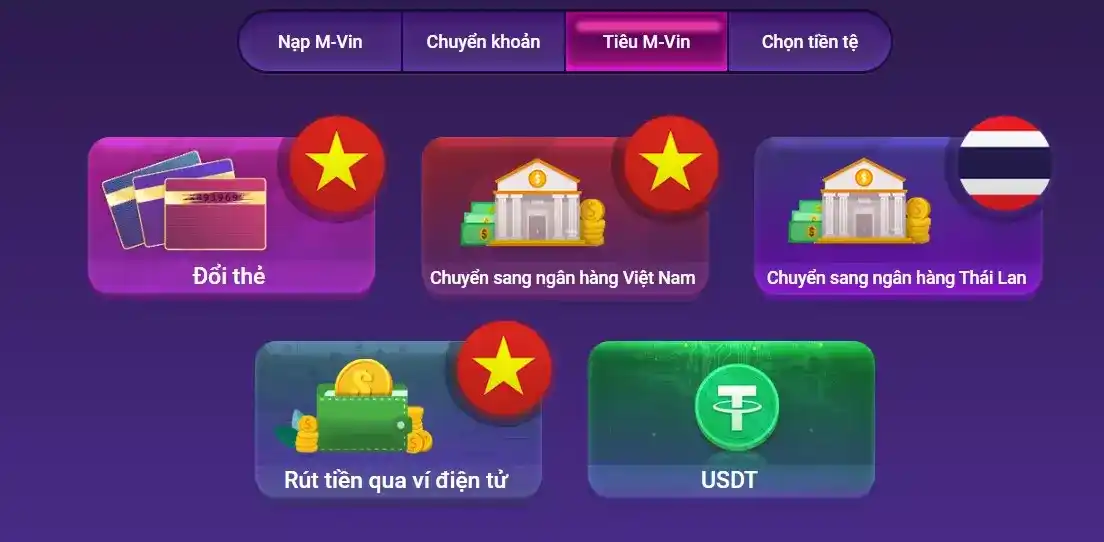 Nạp M-Vin
Chuyển khoản
Tiêu M-Vin
Chọn tiền tệ
Đổi thẻ
Chuyển sang ngân hàng Việt Nam
Chuyển sang ngân hàng Thái Lan
Rút tiền qua ví điện tử
USDT